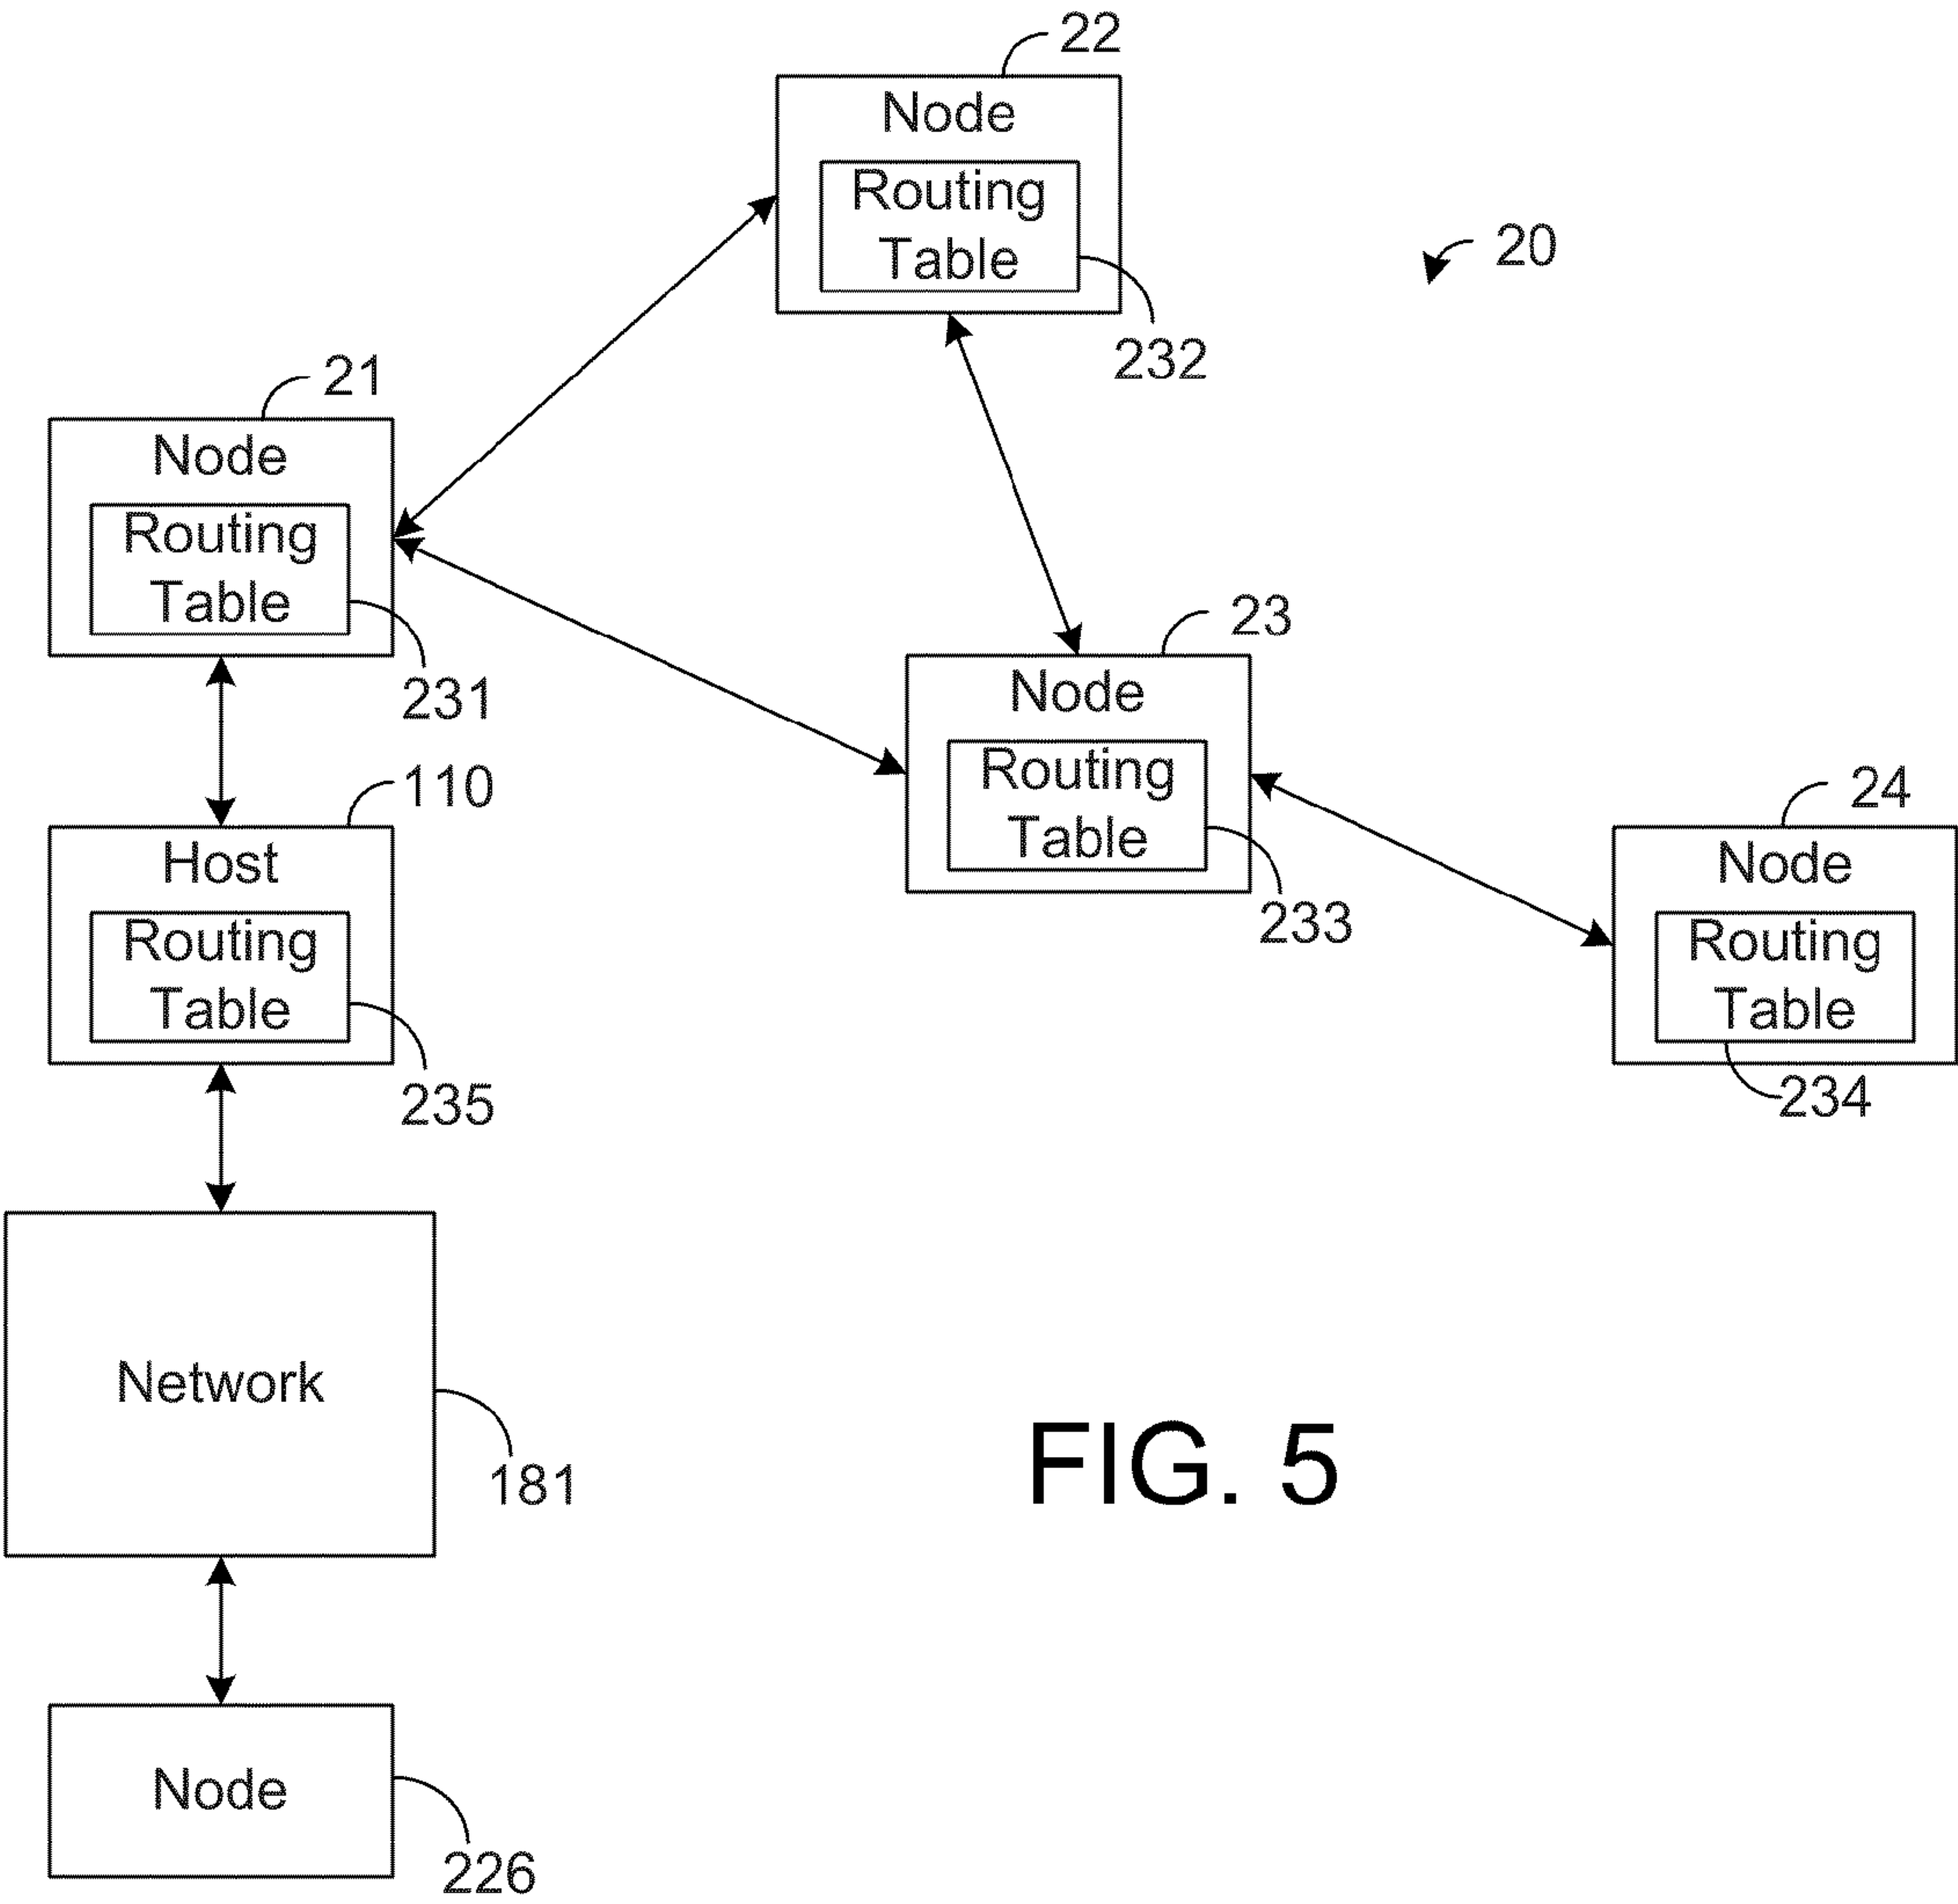 22
Node
Routing
Table
232
20
21
Node
Routing
Table
231
23
Node
Routing
Table
233
110
Host
Routing
Table
235
24
Node
Routing
Table
234
Network
181
FIG. 5
Node
226